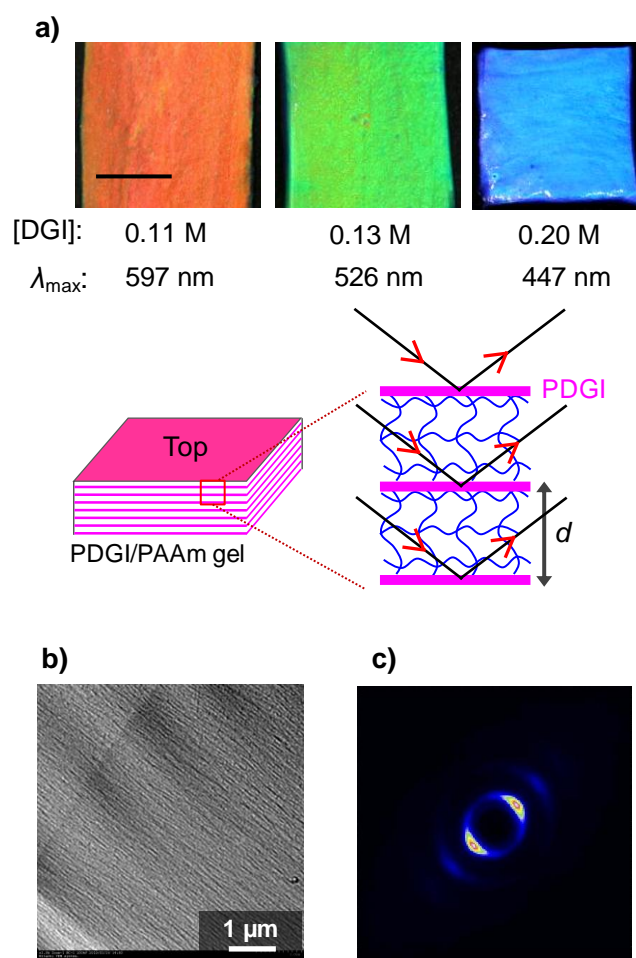 a)
[DGI]: 0.11 M 0.13 M 0.20 M
λmax: 597 nm 526 nm 447 nm
PDGI
Top
d
PDGI/PAAm gel
b) c)
1 μm